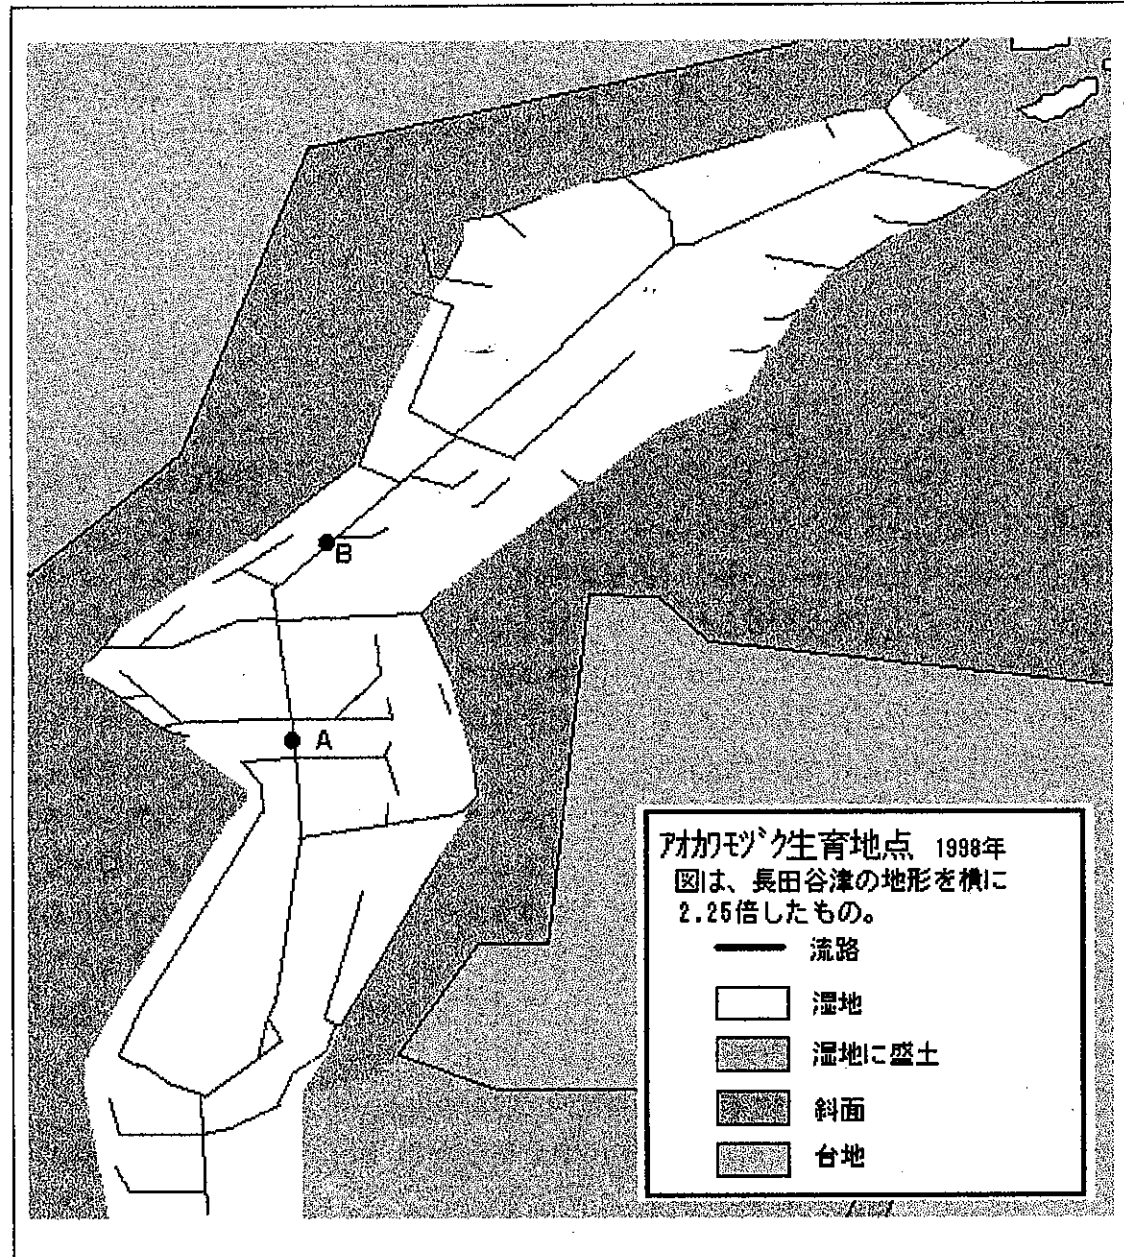 B
A
アオカワモヅク生育地点 1998年
図は、長田谷津の地形を横に
2.25倍したもの。
流路
湿地
湿地に盛土
斜面
台地